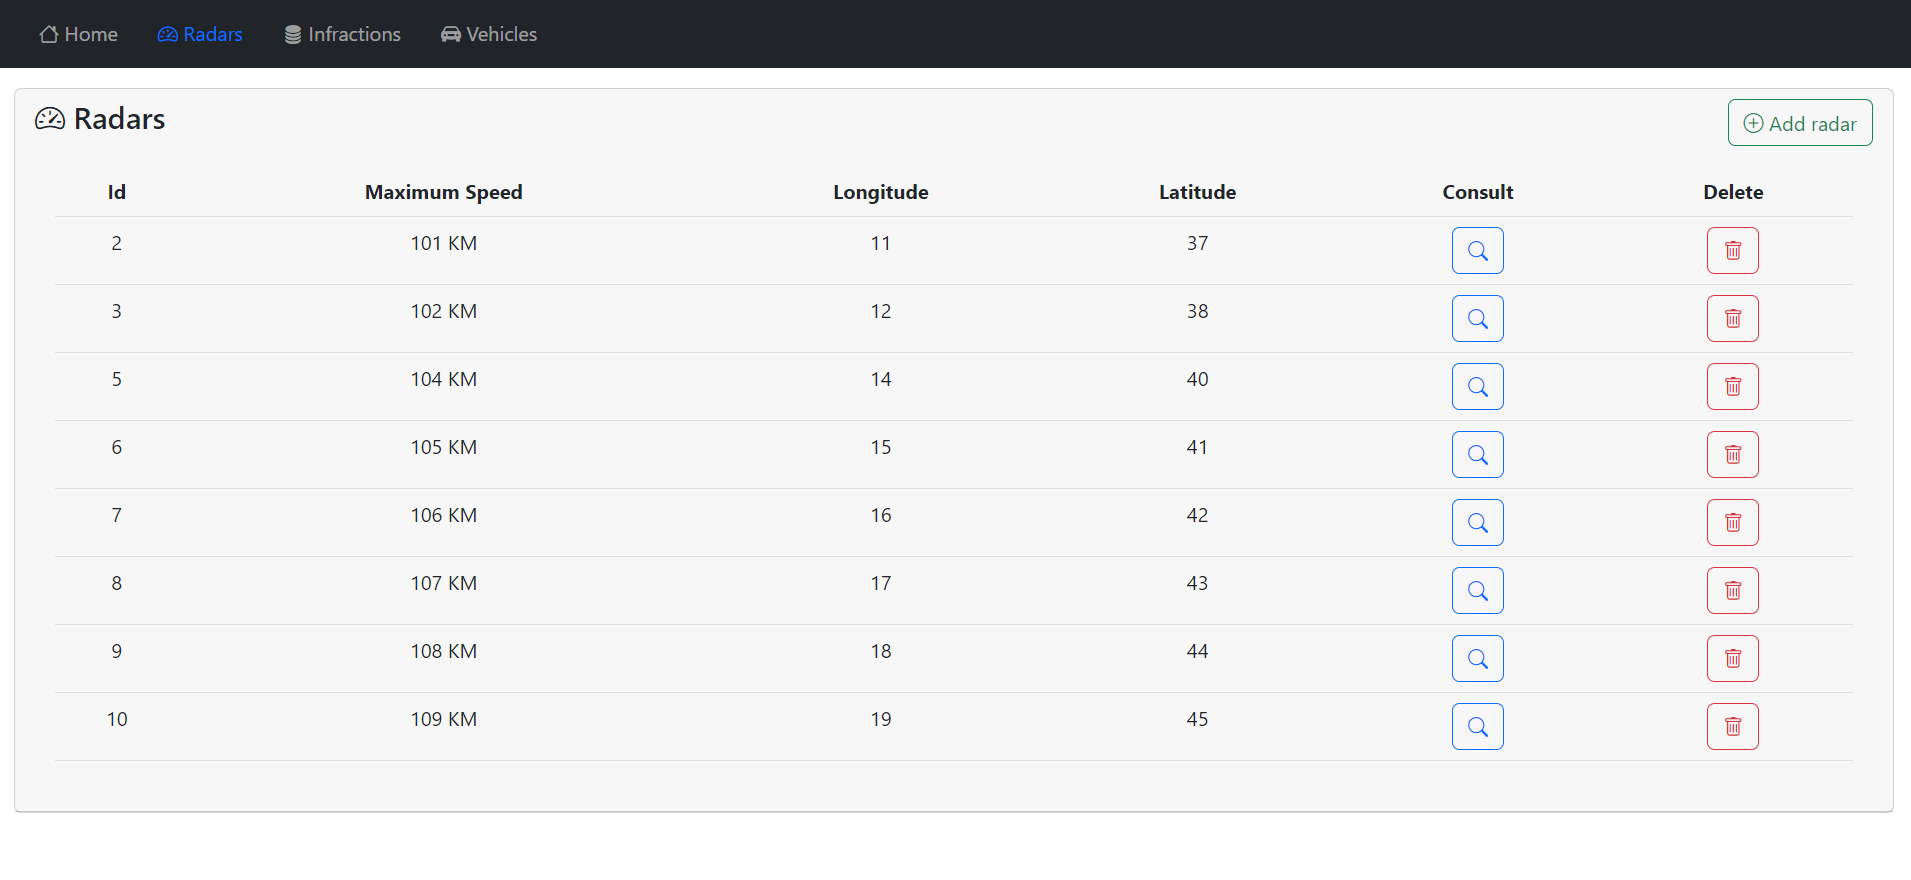 Home Radars Infractions Vehicles
Radars
Add radar
Id Maximum Speed Longitude Latitude Consult Delete
2 101 KM 11 37
3 102 KM 12 38
5 104 KM 14 40
6 105 KM 15 41
7 106 KM 16 42
8 107 KM 17 43
9 108 KM 18 44
10 109 KM 19 45